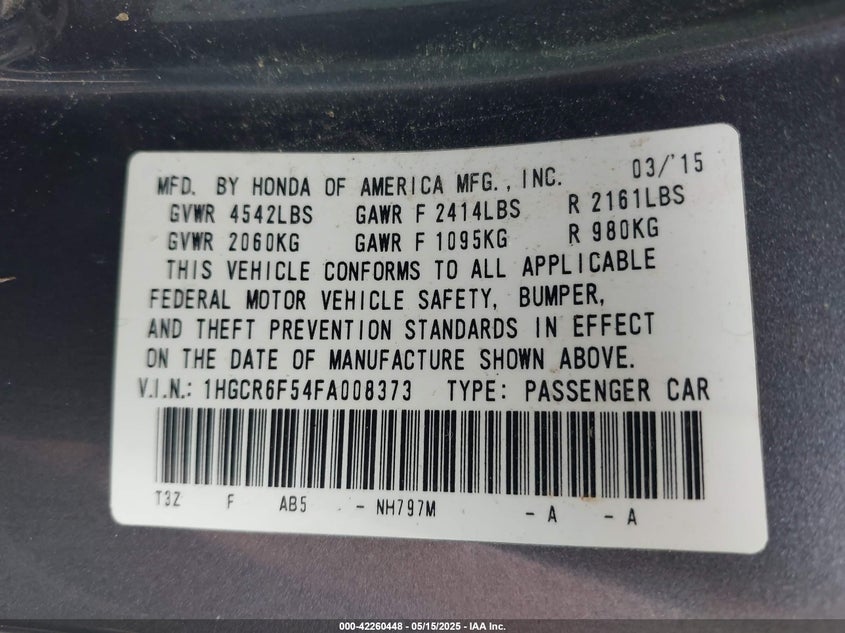 MFD. BY HONDA OF AMERICA MFG., INC. 03/'15
GVWR 4542LBS GAWR F 2414LBS R 2161LBS
GVWR 2060KG GAWR F 1095KG R 980KG
THIS VEHICLE CONFORMS TO ALL APPLICABLE
FEDERAL MOTOR VEHICLE SAFETY, BUMPER,
AND THEFT PREVENTION STANDARDS IN EFFECT
ON THE DATE OF MANUFACTURE SHOWN ABOVE.
V.I.N.: 1HGCR6F54FA008373 TYPE: PASSENGER CAR
T3Z F AB5 - NH797M - A - A
000-42260448 - 05/15/2025 - IAA Inc.